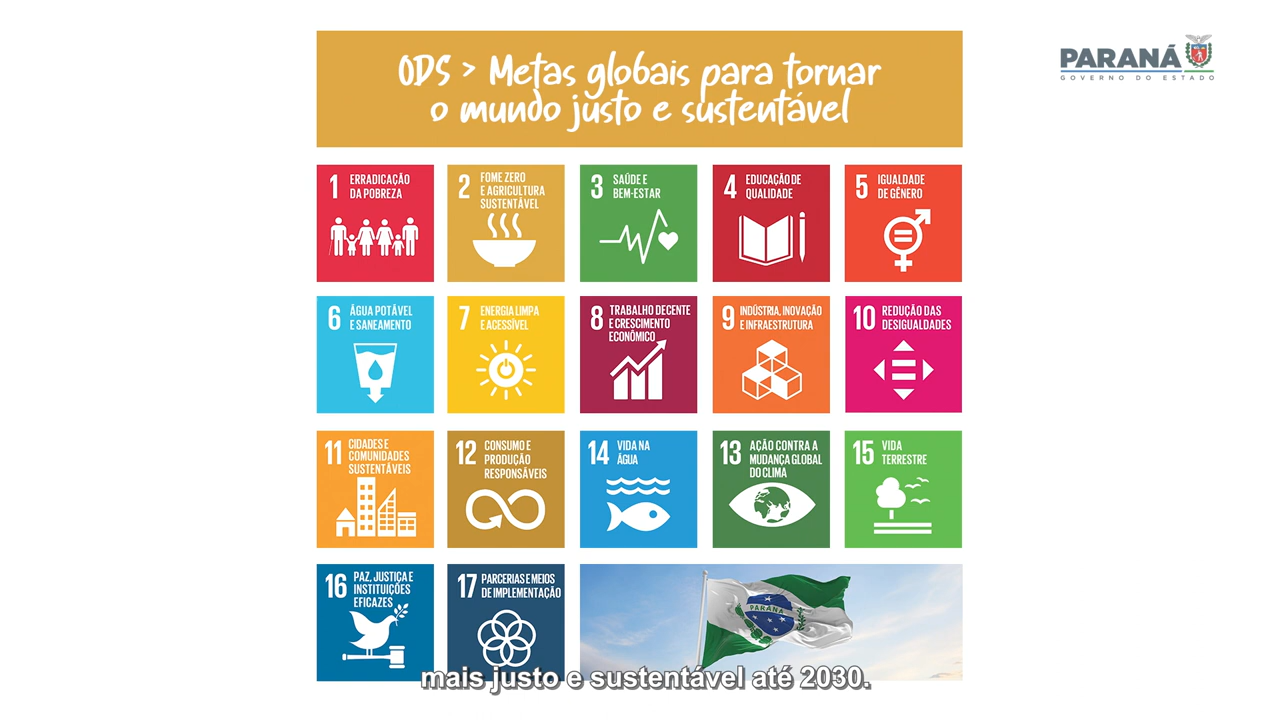 PARANÁ
GOVERNO DO ESTADO
ODS > Metas globais para tornar
o mundo justo e sustentável
1 ERRADICAÇÃO
DA POBREZA
2 FOME ZERO
E AGRICULTURA
SUSTENTÁVEL
3 SAÚDE E
BEM-ESTAR
4 EDUCAÇÃO DE
QUALIDADE
5 IGUALDADE
DE GÊNERO
6 ÁGUA POTÁVEL
E SANEAMENTO
7 ENERGIA LIMPA
E ACESSÍVEL
8 TRABALHO DECENTE
E CRESCIMENTO
ECONÔMICO
9 INDÚSTRIA, INOVAÇÃO
E INFRAESTRUTURA
10 REDUÇÃO DAS
DESIGUALDADES
11 CIDADES E
COMUNIDADES
SUSTENTÁVEIS
12 CONSUMO E
PRODUÇÃO
RESPONSÁVEIS
14 VIDA NA
ÁGUA
13 AÇÃO CONTRA A
MUDANÇA GLOBAL
DO CLIMA
15 VIDA
TERRESTRE
16 PAZ, JUSTIÇA E
INSTITUIÇÕES
EFICAZES
17 PARCERIAS E MEIOS
DE IMPLEMENTAÇÃO
PARANÁ
mais justo e sustentável até 2030.